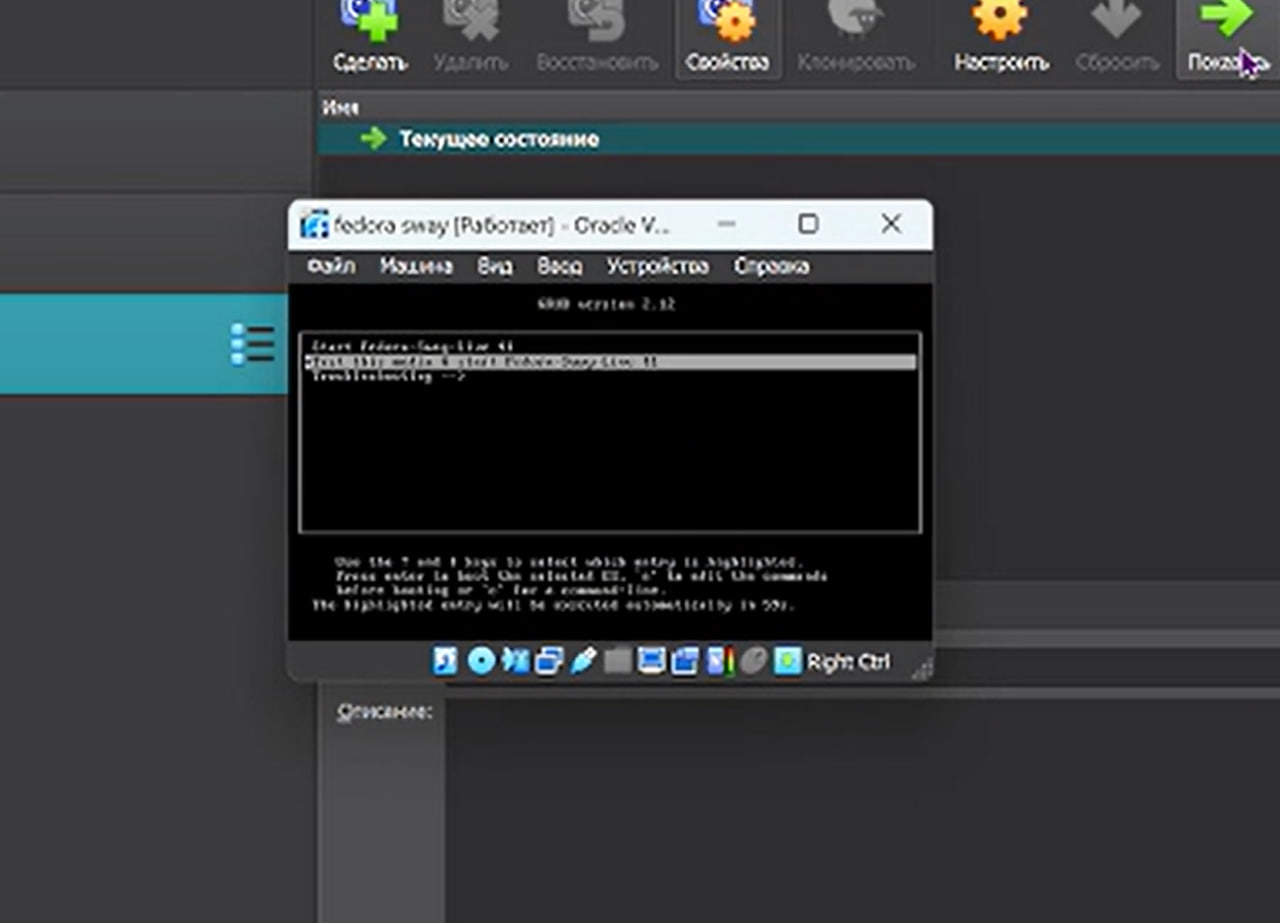 Сделать Удалить Восстановить Свойства Клонировать Настроить Сбросить
Имя
Текущее состояние
fedora sway [Работает] - Oracle V...
Файл Машина Вид Ввод Устройства Справка
GRUB version 2.12
Start Fedora-Sway-Live 41
Test this media & start Fedora-Sway-Live 41
Troubleshooting -->
Use the ↑ and ↓ keys to select which entry is highlighted.
Press enter to boot the selected OS, `e' to edit the commands
before booting or `c' for a command-line.
The highlighted entry will be executed automatically in 59s.
Right Ctrl
Описание: